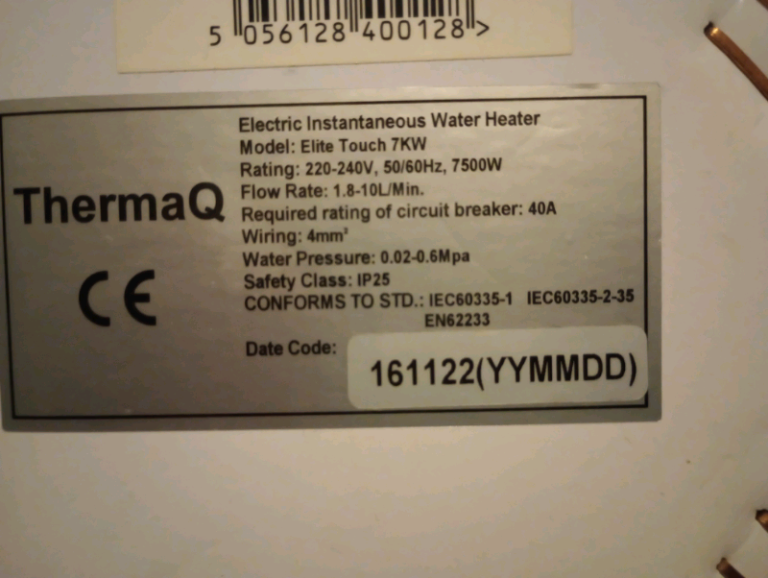 5 056128 400128 >
Electric Instantaneous Water Heater
Model: Elite Touch 7KW
Rating: 220-240V, 50/60Hz, 7500W
ThermaQ
Flow Rate: 1.8-10L/Min.
Required rating of circuit breaker: 40A
Wiring: 4mm³
Water Pressure: 0.02-0.6Mpa
Safety Class: IP25
CE
CONFORMS TO STD.: IEC60335-1 IEC60335-2-35
EN62233
Date Code: 161122(YYMMDD)